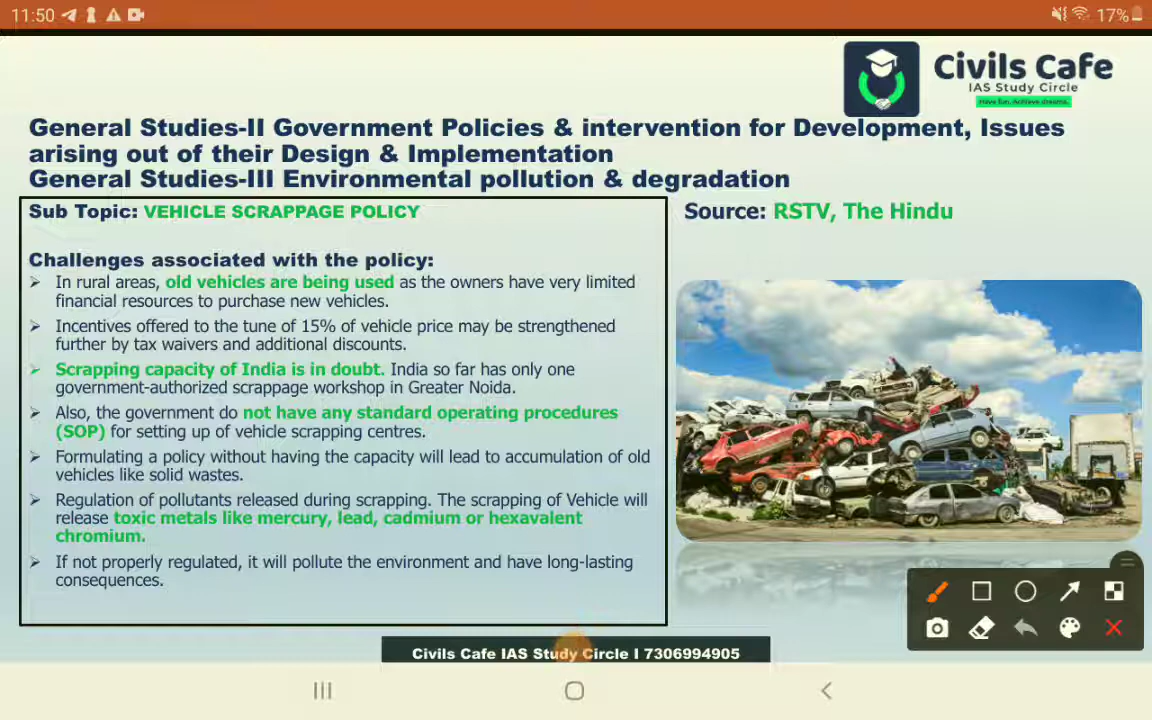 11:50
17%
Civils Cafe
IAS Study Circle
Have fun, Achieve dreams.
General Studies-II Government Policies & intervention for Development, Issues
arising out of their Design & Implementation
General Studies-III Environmental pollution & degradation
Sub Topic: VEHICLE SCRAPPAGE POLICY
Source: RSTV, The Hindu
Challenges associated with the policy:
In rural areas, old vehicles are being used as the owners have very limited
financial resources to purchase new vehicles.
Incentives offered to the tune of 15% of vehicle price may be strengthened
further by tax waivers and additional discounts.
Scrapping capacity of India is in doubt. India so far has only one
government-authorized scrappage workshop in Greater Noida.
Also, the government do not have any standard operating procedures
(SOP) for setting up of vehicle scrapping centres.
Formulating a policy without having the capacity will lead to accumulation of old
vehicles like solid wastes.
Regulation of pollutants released during scrapping. The scrapping of Vehicle will
release toxic metals like mercury, lead, cadmium or hexavalent
chromium.
If not properly regulated, it will pollute the environment and have long-lasting
consequences.
Civils Cafe IAS Study Circle I 7306994905